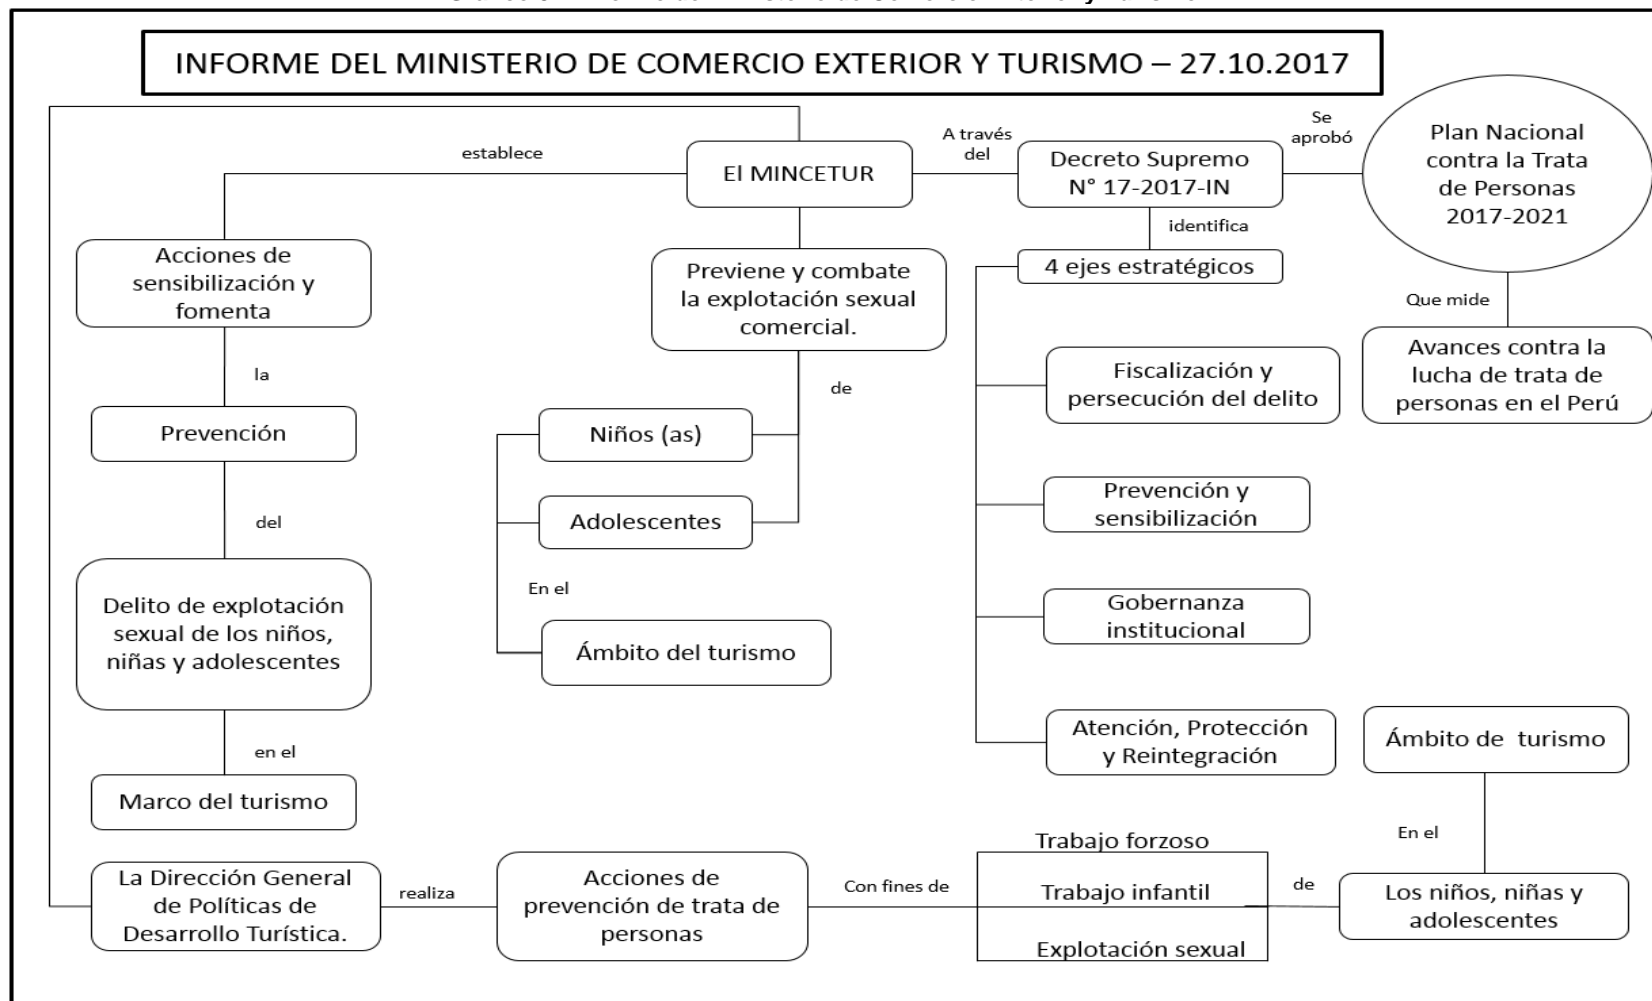 INFORME DEL MINISTERIO DE COMERCIO EXTERIOR Y TURISMO – 27.10.2017
establece
El MINCETUR
A través
del
Decreto Supremo
N° 17-2017-IN
Se
aprobó
Plan Nacional
contra la Trata
de Personas
2017-2021
identifica
Acciones de
sensibilización y
fomenta
Previene y combate
la explotación sexual
comercial.
4 ejes estratégicos
Que mide
Avances contra la
lucha de trata de
personas en el Perú
la
de
Fiscalización y
persecución del delito
Prevención
Niños (as)
Prevención y
sensibilización
del
Adolescentes
En el
Delito de explotación
sexual de los niños,
niñas y adolescentes
Gobernanza
institucional
Ámbito del turismo
en el
Atención, Protección
y Reintegración
Ámbito de turismo
Marco del turismo
En el
La Dirección General
de Políticas de
Desarrollo Turística.
realiza
Acciones de
prevención de trata de
personas
Con fines de
Trabajo forzoso
Trabajo infantil
Explotación sexual
de
Los niños, niñas y
adolescentes